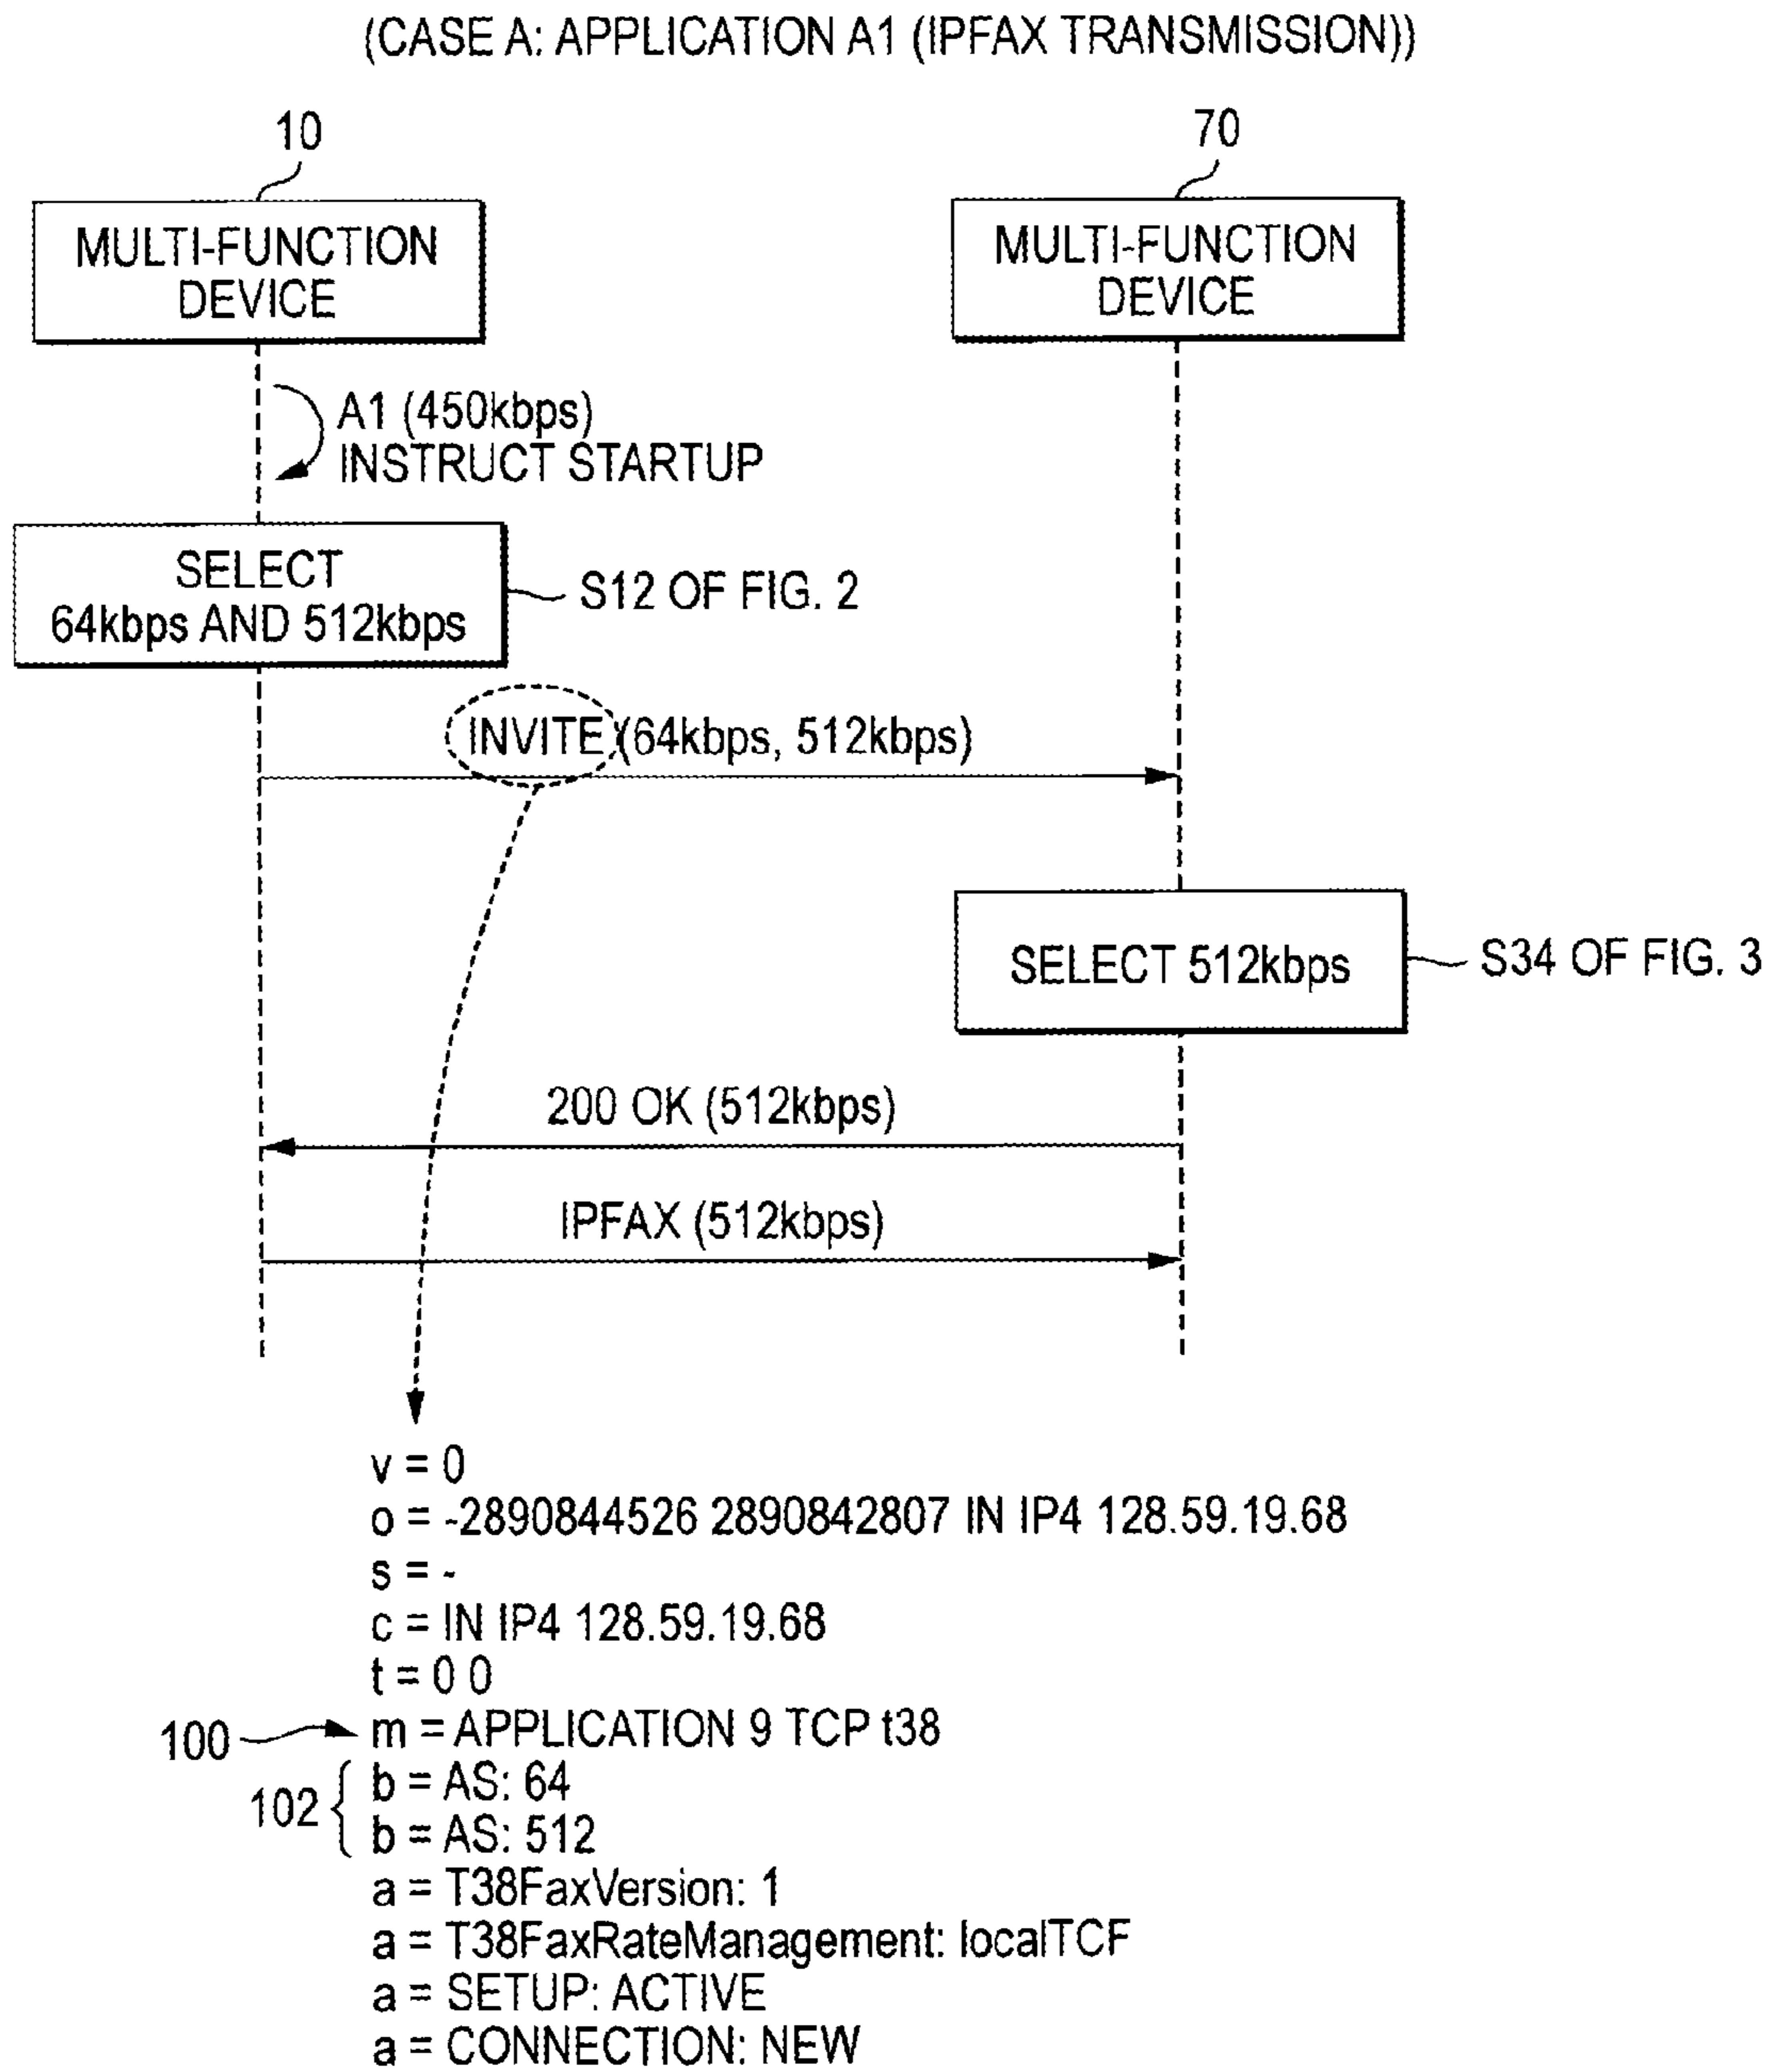 (CASE A: APPLICATION A1 (IPFAX TRANSMISSION))
10
70
MULTI-FUNCTION
DEVICE
MULTI-FUNCTION
DEVICE
A1 (450kbps)
INSTRUCT STARTUP
SELECT
64kbps AND 512kbps
S12 OF FIG. 2
INVITE (64kbps, 512kbps)
SELECT 512kbps
S34 OF FIG. 3
200 OK (512kbps)
IPFAX (512kbps)
v = 0
o = -2890844526 2890842807 IN IP4 128.59.19.68
s = -
c = IN IP4 128.59.19.68
t = 0 0
100
m = APPLICATION 9 TCP t38
102
b = AS: 64
b = AS: 512
a = T38FaxVersion: 1
a = T38FaxRateManagement: localTCF
a = SETUP: ACTIVE
a = CONNECTION: NEW